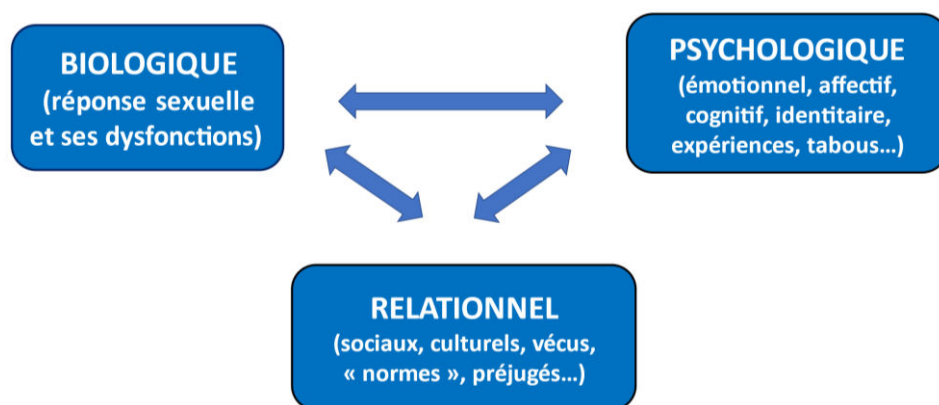 BIOLOGIQUE
(réponse sexuelle
et ses dysfonctions)
PSYCHOLOGIQUE
(émotionnel, affectif,
cognitif, identitaire,
expériences, tabous…)
RELATIONNEL
(sociaux, culturels, vécus,
« normes », préjugés…)